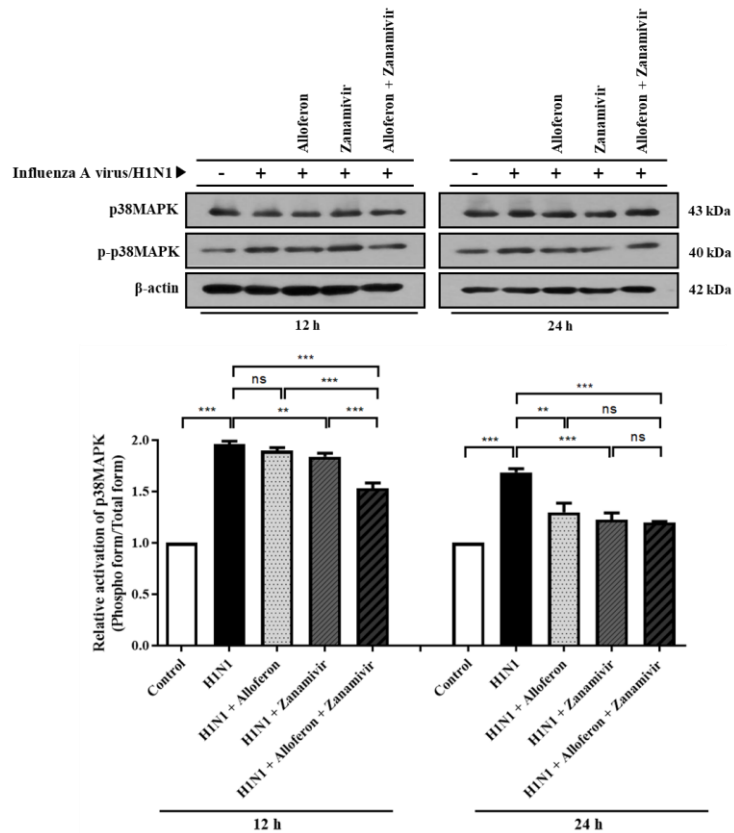 Alloferon
Zanamivir
Alloferon + Zanamivir
Alloferon
Zanamivir
Alloferon + Zanamivir
Influenza A virus/H1N1 ▶ - + + + + - + + + +
p38MAPK 43 kDa
p-p38MAPK 40 kDa
β-actin 42 kDa
12 h 24 h
***
ns ***
*** ** ***
***
** ns
*** *** ns
Relative activation of p38MAPK
(Phospho form/Total form)
2.0
1.5
1.0
0.5
0.0
Control
H1N1
H1N1 + Alloferon
H1N1 + Zanamivir
H1N1 + Alloferon + Zanamivir
Control
H1N1
H1N1 + Alloferon
H1N1 + Zanamivir
H1N1 + Alloferon + Zanamivir
12 h 24 h